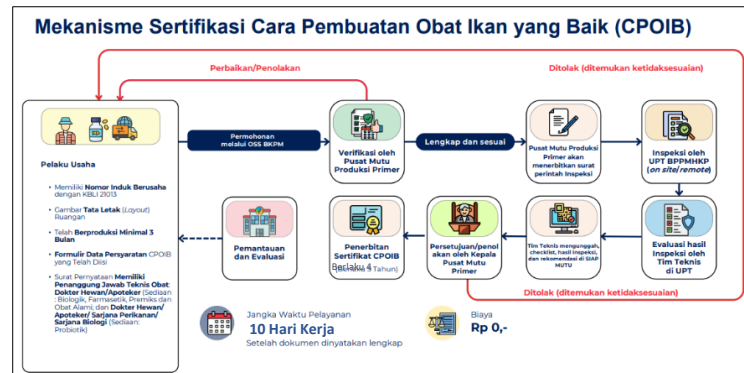 Mekanisme Sertifikasi Cara Pembuatan Obat Ikan yang Baik (CPOIB)
Perbaikan/Penolakan
Ditolak (ditemukan ketidaksesuaian)
Pelaku Usaha
• Memiliki Nomor Induk Berusaha
dengan KBLI 21013
• Gambar Tata Letak (Layout)
Ruangan
• Telah Berproduksi Minimal 3
Bulan
• Formulir Data Persyaratan CPOIB
yang Telah Diisi
• Surat Pernyataan Memiliki
Penanggung Jawab Teknis Obat:
Dokter Hewan/Apoteker (Sediaan
: Biologik, Farmasetik, Premiks dan
Obat Alami; dan Dokter Hewan/
Apoteker/ Sarjana Perikanan/
Sarjana Biologi (Sediaan:
Probiotik)
Permohonan
melalui OSS BKPM
Verifikasi oleh
Pusat Mutu
Produksi Primer
Lengkap dan sesuai
Pusat Mutu Produksi
Primer akan
menerbitkan surat
perintah Inspeksi
Inspeksi oleh
UPT BPPMHKP
(on site/remote)
Pemantauan
dan Evaluasi
Penerbitan
Sertifikat CPOIB
Berlaku 4
Tahun)
Persetujuan/penol
akan oleh Kepala
Pusat Mutu
Primer
Tim Teknis mengunggah,
checklist, hasil inspeksi,
dan rekomendasi di SIAP
MUTU
Evaluasi hasil
Inspeksi oleh
Tim Teknis
di UPT
Ditolak (ditemukan ketidaksesuaian)
Jangka Waktu Pelayanan
10 Hari Kerja
Setelah dokumen dinyatakan lengkap
Biaya
Rp 0,-